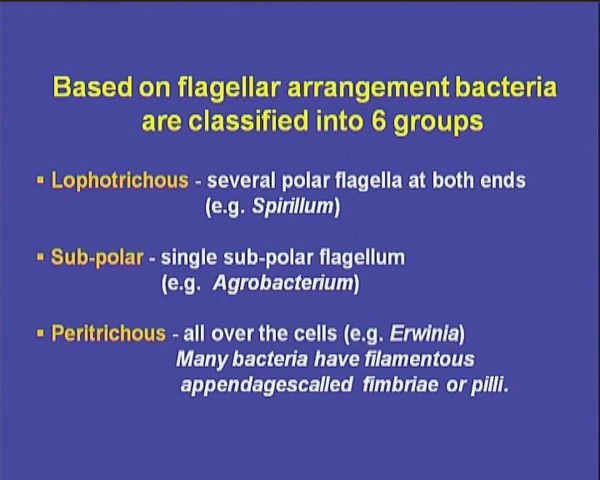 Based on flagellar arrangement bacteria
are classified into 6 groups
▪ Lophotrichous - several polar flagella at both ends
(e.g. Spirillum)
▪ Sub-polar - single sub-polar flagellum
(e.g. Agrobacterium)
▪ Peritrichous - all over the cells (e.g. Erwinia)
Many bacteria have filamentous
appendagescalled fimbriae or pilli.